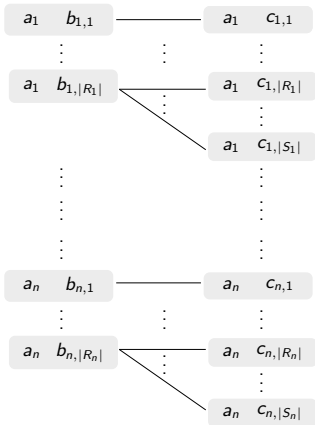 a₁ b₁,₁ a₁ c₁,₁
⋮ ⋮ ⋮
a₁ b₁,|R₁| a₁ c₁,|R₁|
⋮ ⋮
a₁ c₁,|S₁|
⋮ ⋮
⋮ ⋮
⋮ ⋮
aₙ bₙ,₁ aₙ cₙ,₁
⋮ ⋮ ⋮
aₙ bₙ,|Rₙ| aₙ cₙ,|Rₙ|
⋮ ⋮
aₙ cₙ,|Sₙ|